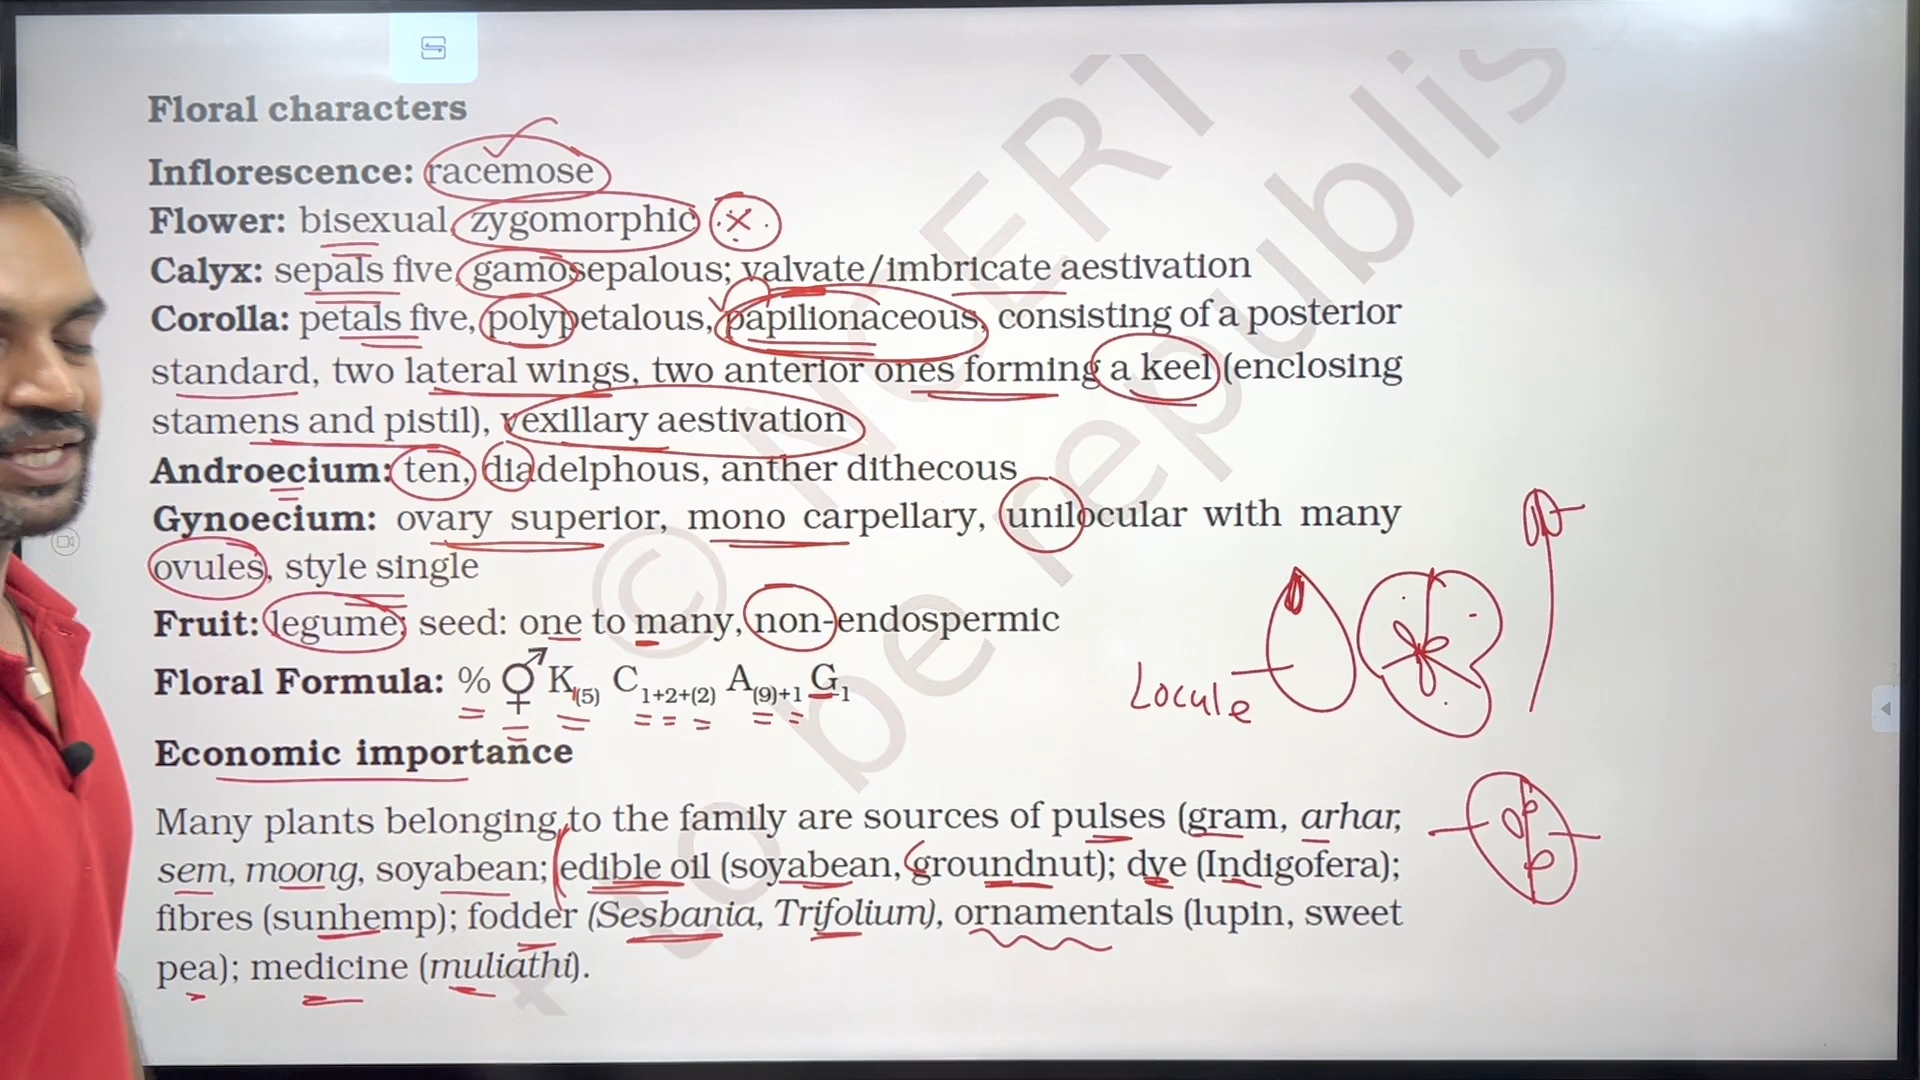 Floral characters
Inflorescence: racemose
Flower: bisexual, zygomorphic
Calyx: sepals five, gamosepalous; valvate/imbricate aestivation
Corolla: petals five, polypetalous, papilionaceous, consisting of a posterior
standard, two lateral wings, two anterior ones forming a keel (enclosing
stamens and pistil), vexillary aestivation
Androecium: ten, diadelphous, anther dithecous
Gynoecium: ovary superior, mono carpellary, unilocular with many
ovules, style single
Fruit: legume; seed: one to many, non-endospermic
Floral Formula: % ⚥ K(5) C1+2+(2) A(9)+1 G1
Locule
Economic importance
Many plants belonging to the family are sources of pulses (gram, arhar,
sem, moong, soyabean; edible oil (soyabean, groundnut); dye (Indigofera);
fibres (sunhemp); fodder (Sesbania, Trifolium), ornamentals (lupin, sweet
pea); medicine (muliathi).
© NCERT
to be republis